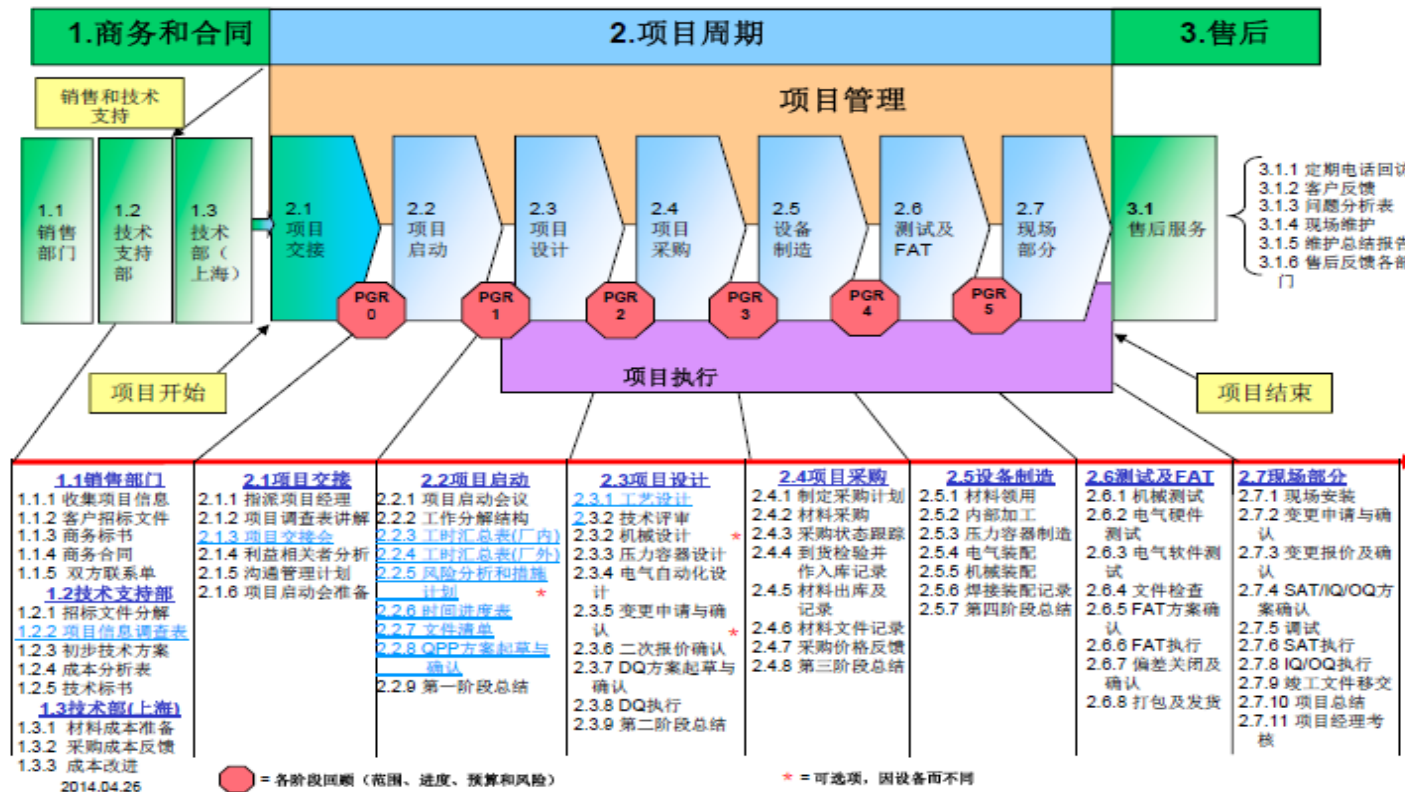 1.商务和合同
2.项目周期
3.售后
销售和技术
支持
项目管理
1.1
销售
部门
1.2
技术
支持
部
1.3
技术
部（
上海）
2.1
项目
交接
2.2
项目
启动
2.3
项目
设计
2.4
项目
采购
2.5
设备
制造
2.6
测试及
FAT
2.7
现场
部分
3.1
售后服务
3.1.1 定期电话回访
3.1.2 客户反馈
3.1.3 问题分析表
3.1.4 现场维护
3.1.5 维护总结报告
3.1.6 售后反馈各部
门
PGR
0
PGR
1
PGR
2
PGR
3
PGR
4
PGR
5
项目开始
项目执行
项目结束
1.1销售部门
1.1.1 收集项目信息
1.1.2 客户招标文件
1.1.3 商务标书
1.1.4 商务合同
1.1.5 双方联系单
1.2技术支持部
1.2.1 招标文件分解
1.2.2 项目信息调查表
1.2.3 初步技术方案
1.2.4 成本分析表
1.2.5 技术标书
1.3技术部(上海)
1.3.1 材料成本准备
1.3.2 采购成本反馈
1.3.3 成本改进
2014.04.26
2.1项目交接
2.1.1 指派项目经理
2.1.2 项目调查表讲解
2.1.3 项目交接会
2.1.4 利益相关者分析
2.1.5 沟通管理计划
2.1.6 项目启动会准备
2.2项目启动
2.2.1 项目启动会议
2.2.2 工作分解结构
2.2.3 工时汇总表(厂内)
2.2.4 工时汇总表(厂外)
2.2.5 风险分析和措施
计划 *
2.2.6 时间进度表
2.2.7 文件清单
2.2.8 QPP方案起草与
确认
2.2.9 第一阶段总结
2.3项目设计
2.3.1 工艺设计
2.3.2 技术评审
2.3.2 机械设计 *
2.3.3 压力容器设计
2.3.4 电气自动化设
计
2.3.5 变更申请与确
认 *
2.3.6 二次报价确认
2.3.7 DQ方案起草与
确认
2.3.8 DQ执行
2.3.9 第二阶段总结
2.4项目采购
2.4.1 制定采购计划
2.4.2 材料采购
2.4.3 采购状态跟踪
2.4.4 到货检验并
作入库记录
2.4.5 材料出库及
记录
2.4.6 材料文件记录
2.4.7 采购价格反馈
2.4.8 第三阶段总结
2.5设备制造
2.5.1 材料领用
2.5.2 内部加工
2.5.3 压力容器制造
2.5.4 电气装配
2.5.5 机械装配
2.5.6 焊接装配记录
2.5.7 第四阶段总结
2.6测试及FAT
2.6.1 机械测试
2.6.2 电气硬件
测试
2.6.3 电气软件测
试
2.6.4 文件检查
2.6.5 FAT方案确
认
2.6.6 FAT执行
2.6.7 偏差关闭及
确认
2.6.8 打包及发货
2.7现场部分
2.7.1 现场安装
2.7.2 变更申请与确
认
2.7.3 变更报价及确
认
2.7.4 SAT/IQ/OQ方
案确认
2.7.5 调试
2.7.6 SAT执行
2.7.8 IQ/OQ执行
2.7.9 竣工文件移交
2.7.10 项目总结
2.7.11 项目经理考
核
= 各阶段回顾（范围、进度、预算和风险）
* = 可选项，因设备而不同